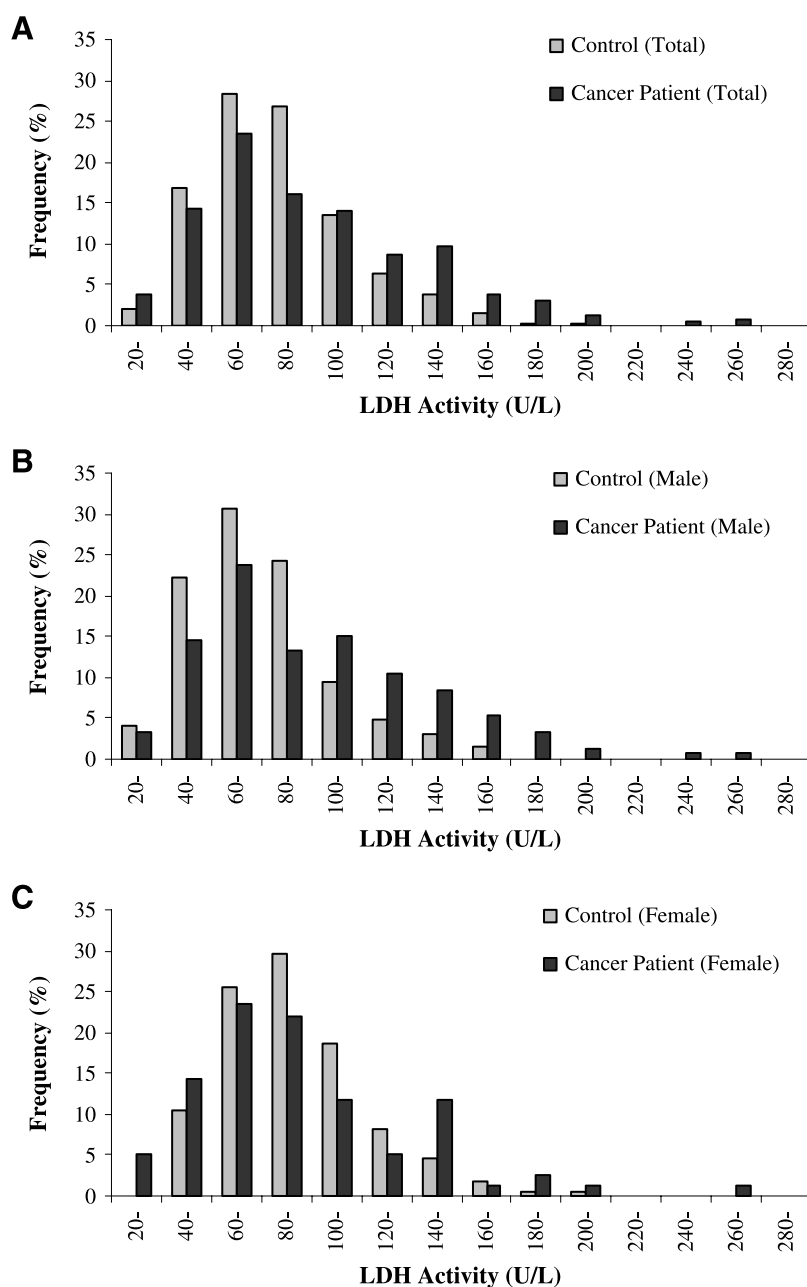 A
35
30
25
20
15
10
5
0
Frequency (%)
Control (Total)
Cancer Patient (Total)
20- 40- 60- 80- 100- 120- 140- 160- 180- 200- 220- 240- 260- 280-
LDH Activity (U/L)
B
35
30
25
20
15
10
5
0
Frequency (%)
Control (Male)
Cancer Patient (Male)
20- 40- 60- 80- 100- 120- 140- 160- 180- 200- 220- 240- 260- 280-
LDH Activity (U/L)
C
35
30
25
20
15
10
5
0
Frequency (%)
Control (Female)
Cancer Patient (Female)
20- 40- 60- 80- 100- 120- 140- 160- 180- 200- 220- 240- 260- 280-
LDH Activity (U/L)